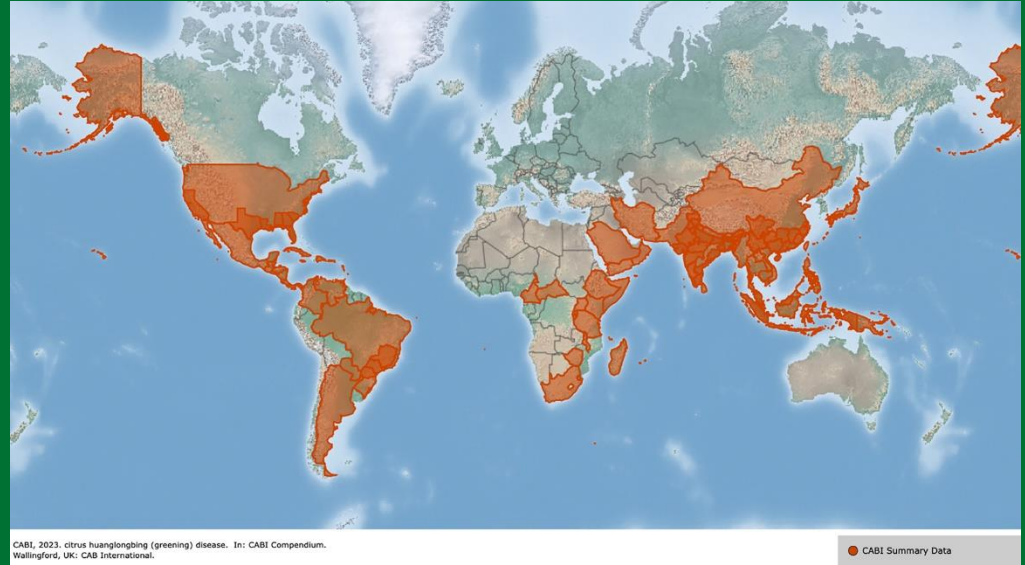 CABI, 2023. citrus huanglongbing (greening) disease. In: CABI Compendium.
Wallingford, UK: CAB International.
CABI Summary Data